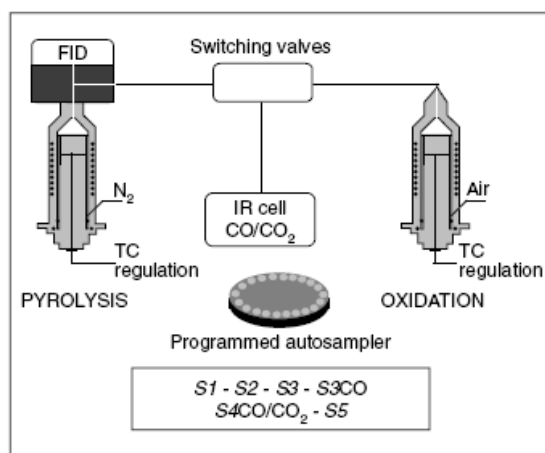 FID
Switching valves
N₂
Air
IR cell
CO/CO₂
TC
regulation
TC
regulation
PYROLYSIS
OXIDATION
Programmed autosampler
S1 - S2 - S3 - S3CO
S4CO/CO₂ - S5